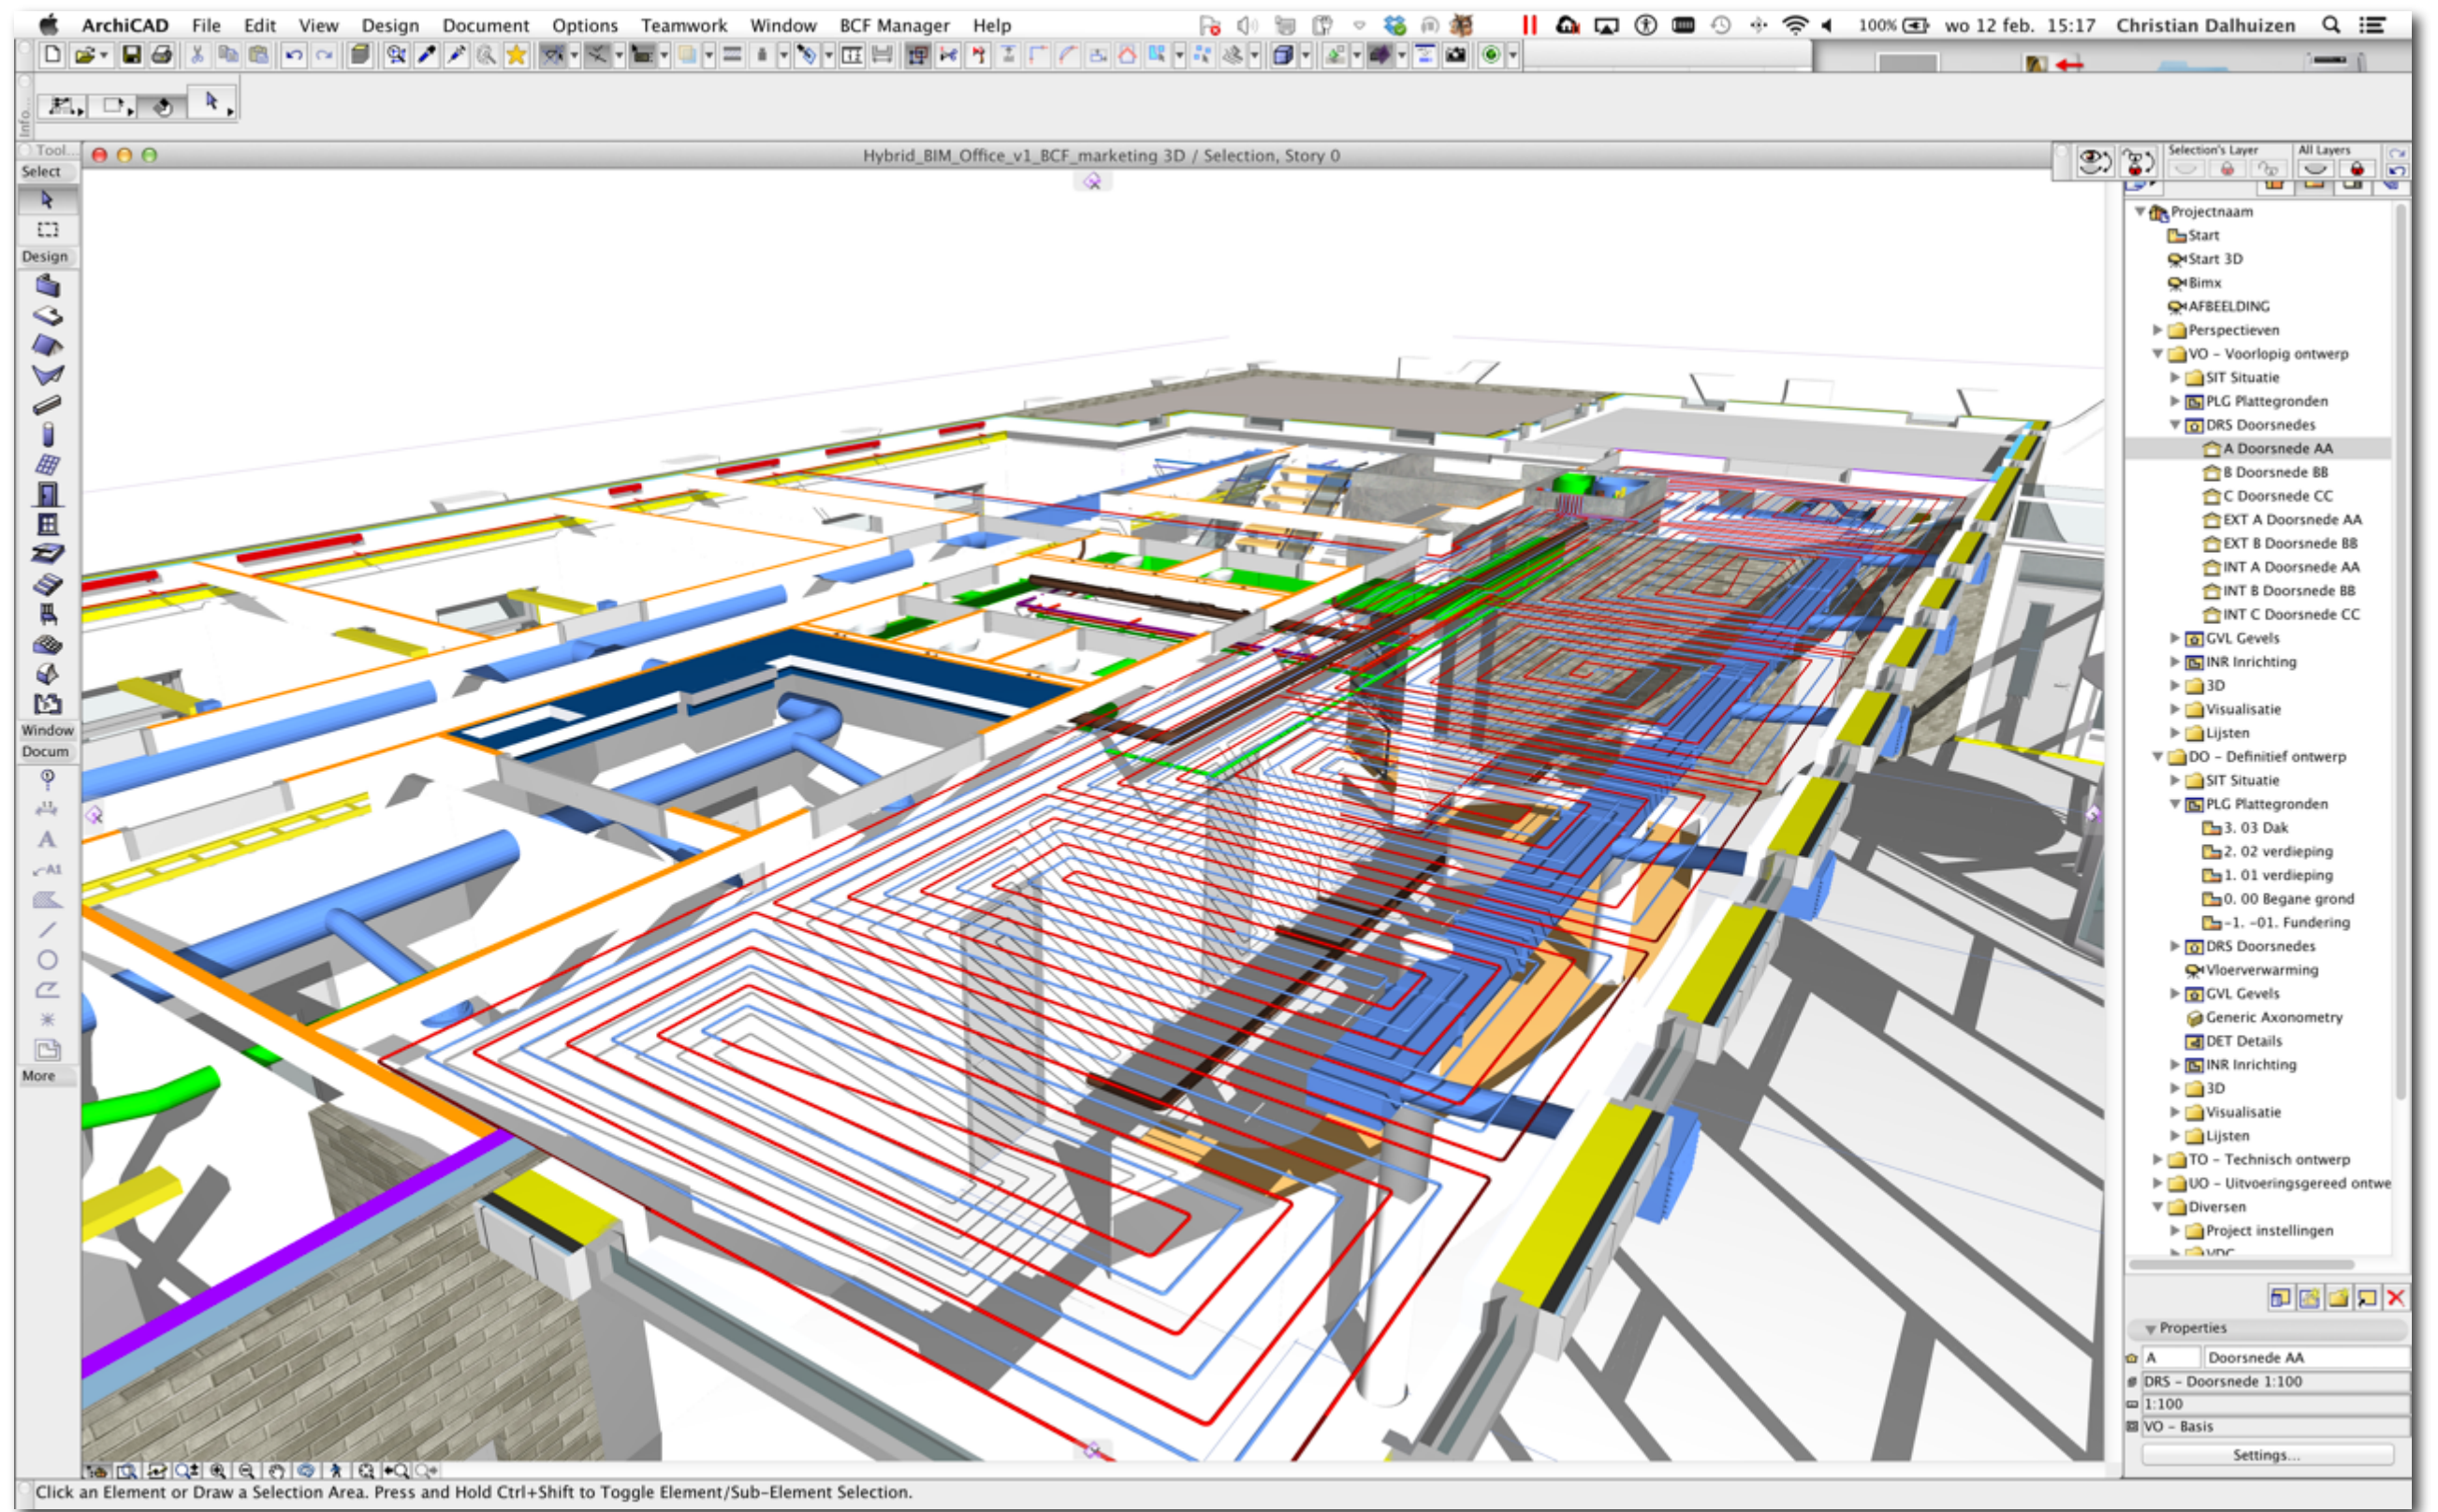 ArchiCAD File Edit View Design Document Options Teamwork Window BCF Manager Help 100% wo 12 feb. 15:17 Christian Dalhuizen
Info...
Tool...
Hybrid_BIM_Office_v1_BCF_marketing 3D / Selection, Story 0
Selection's Layer All Layers
Select
Design
Window
Docum
A
A1
More
Projectnaam
Start
Start 3D
Bimx
AFBEELDING
Perspectieven
VO - Voorlopig ontwerp
SIT Situatie
PLG Plattegronden
DRS Doorsnedes
A Doorsnede AA
B Doorsnede BB
C Doorsnede CC
EXT A Doorsnede AA
EXT B Doorsnede BB
INT A Doorsnede AA
INT B Doorsnede BB
INT C Doorsnede CC
GVL Gevels
INR Inrichting
3D
Visualisatie
Lijsten
DO - Definitief ontwerp
SIT Situatie
PLG Plattegronden
3. 03 Dak
2. 02 verdieping
1. 01 verdieping
0. 00 Begane grond
-1. -01. Fundering
DRS Doorsnedes
Vloerverwarming
GVL Gevels
Generic Axonometry
DET Details
INR Inrichting
3D
Visualisatie
Lijsten
TO - Technisch ontwerp
UO - Uitvoeringsgereed ontwe
Diversen
Project instellingen
Properties
A Doorsnede AA
DRS - Doorsnede 1:100
1:100
VO - Basis
Settings...
Click an Element or Draw a Selection Area. Press and Hold Ctrl+Shift to Toggle Element/Sub-Element Selection.